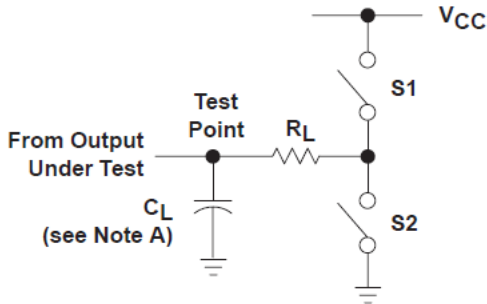 VCC
S1
Test
Point
RL
From Output
Under Test
CL
(see Note A)
S2